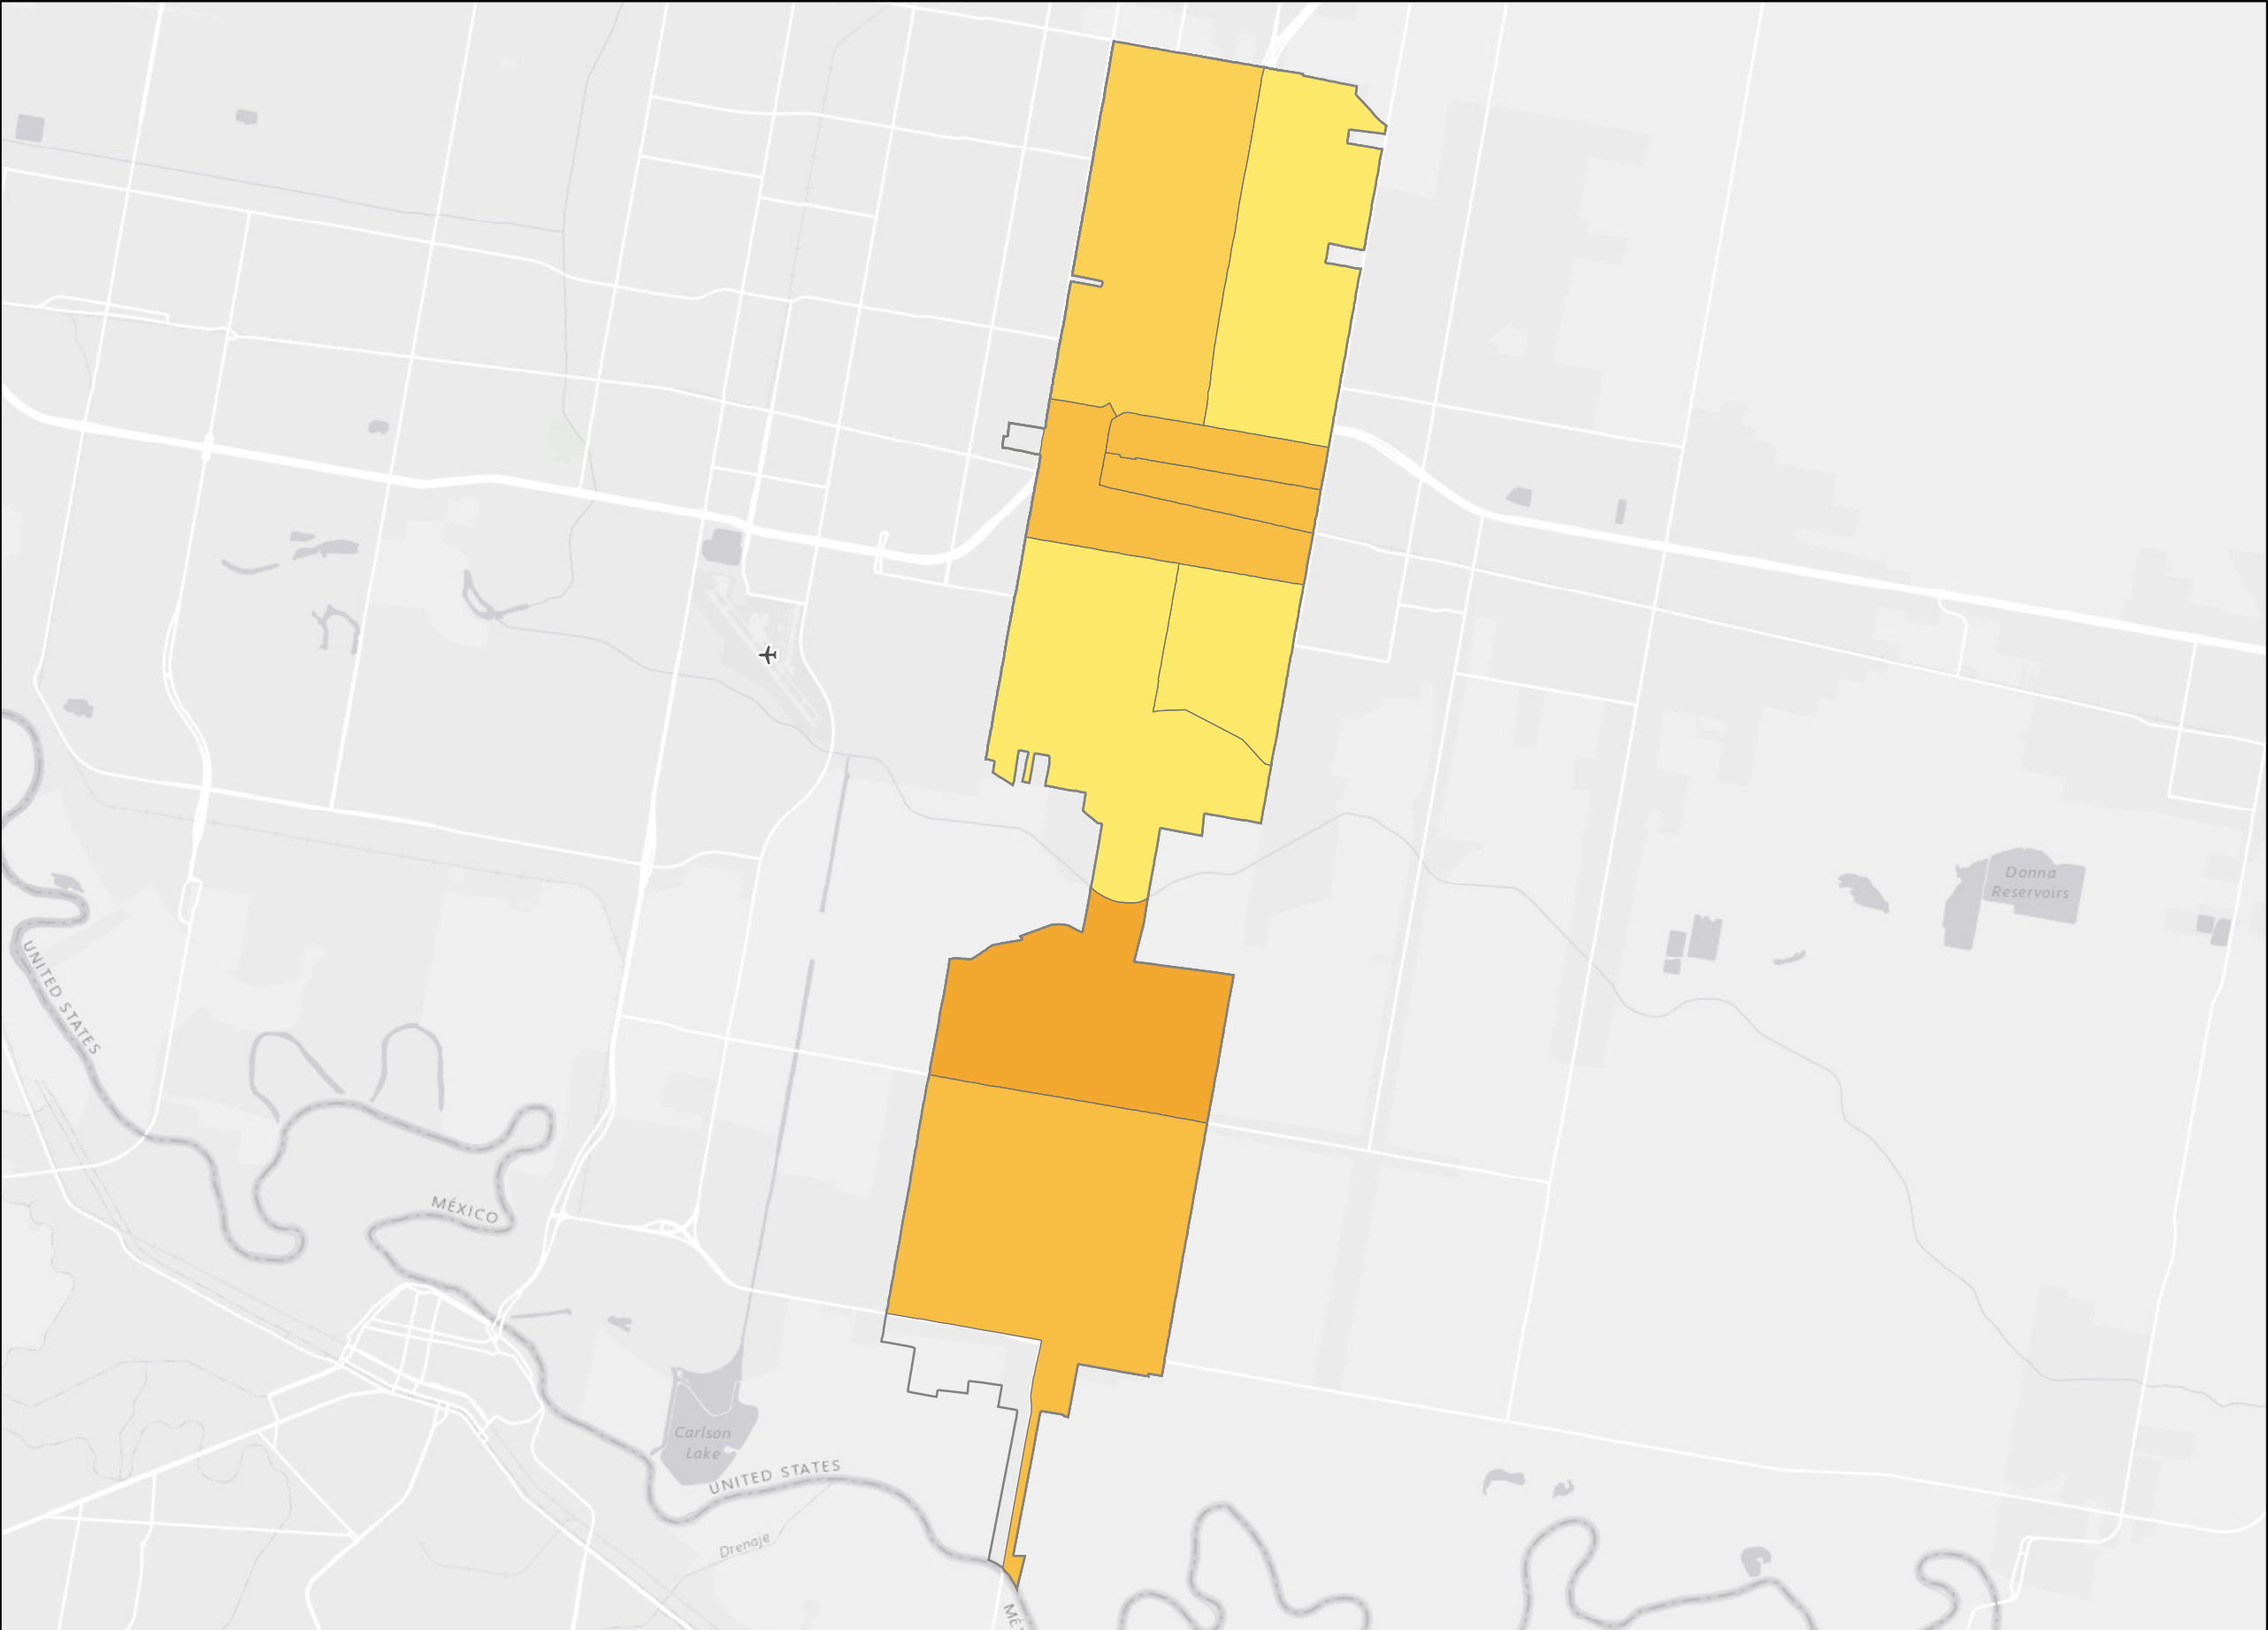 Donna
Reservoirs
UNITED STATES
MÉXICO
Carlson
Lake
UNITED STATES
Drenaje